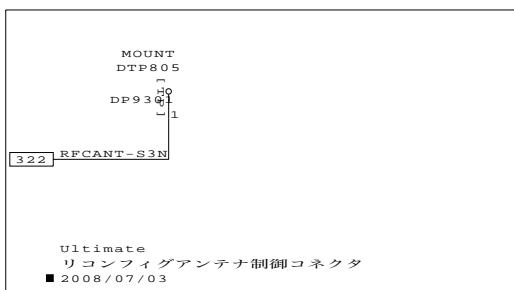 MOUNT
DTP805
[TP]
DP9301
1
322 RFCANT-S3N
Ultimate
リコンフィグアンテナ制御コネクタ
■ 2008/07/03